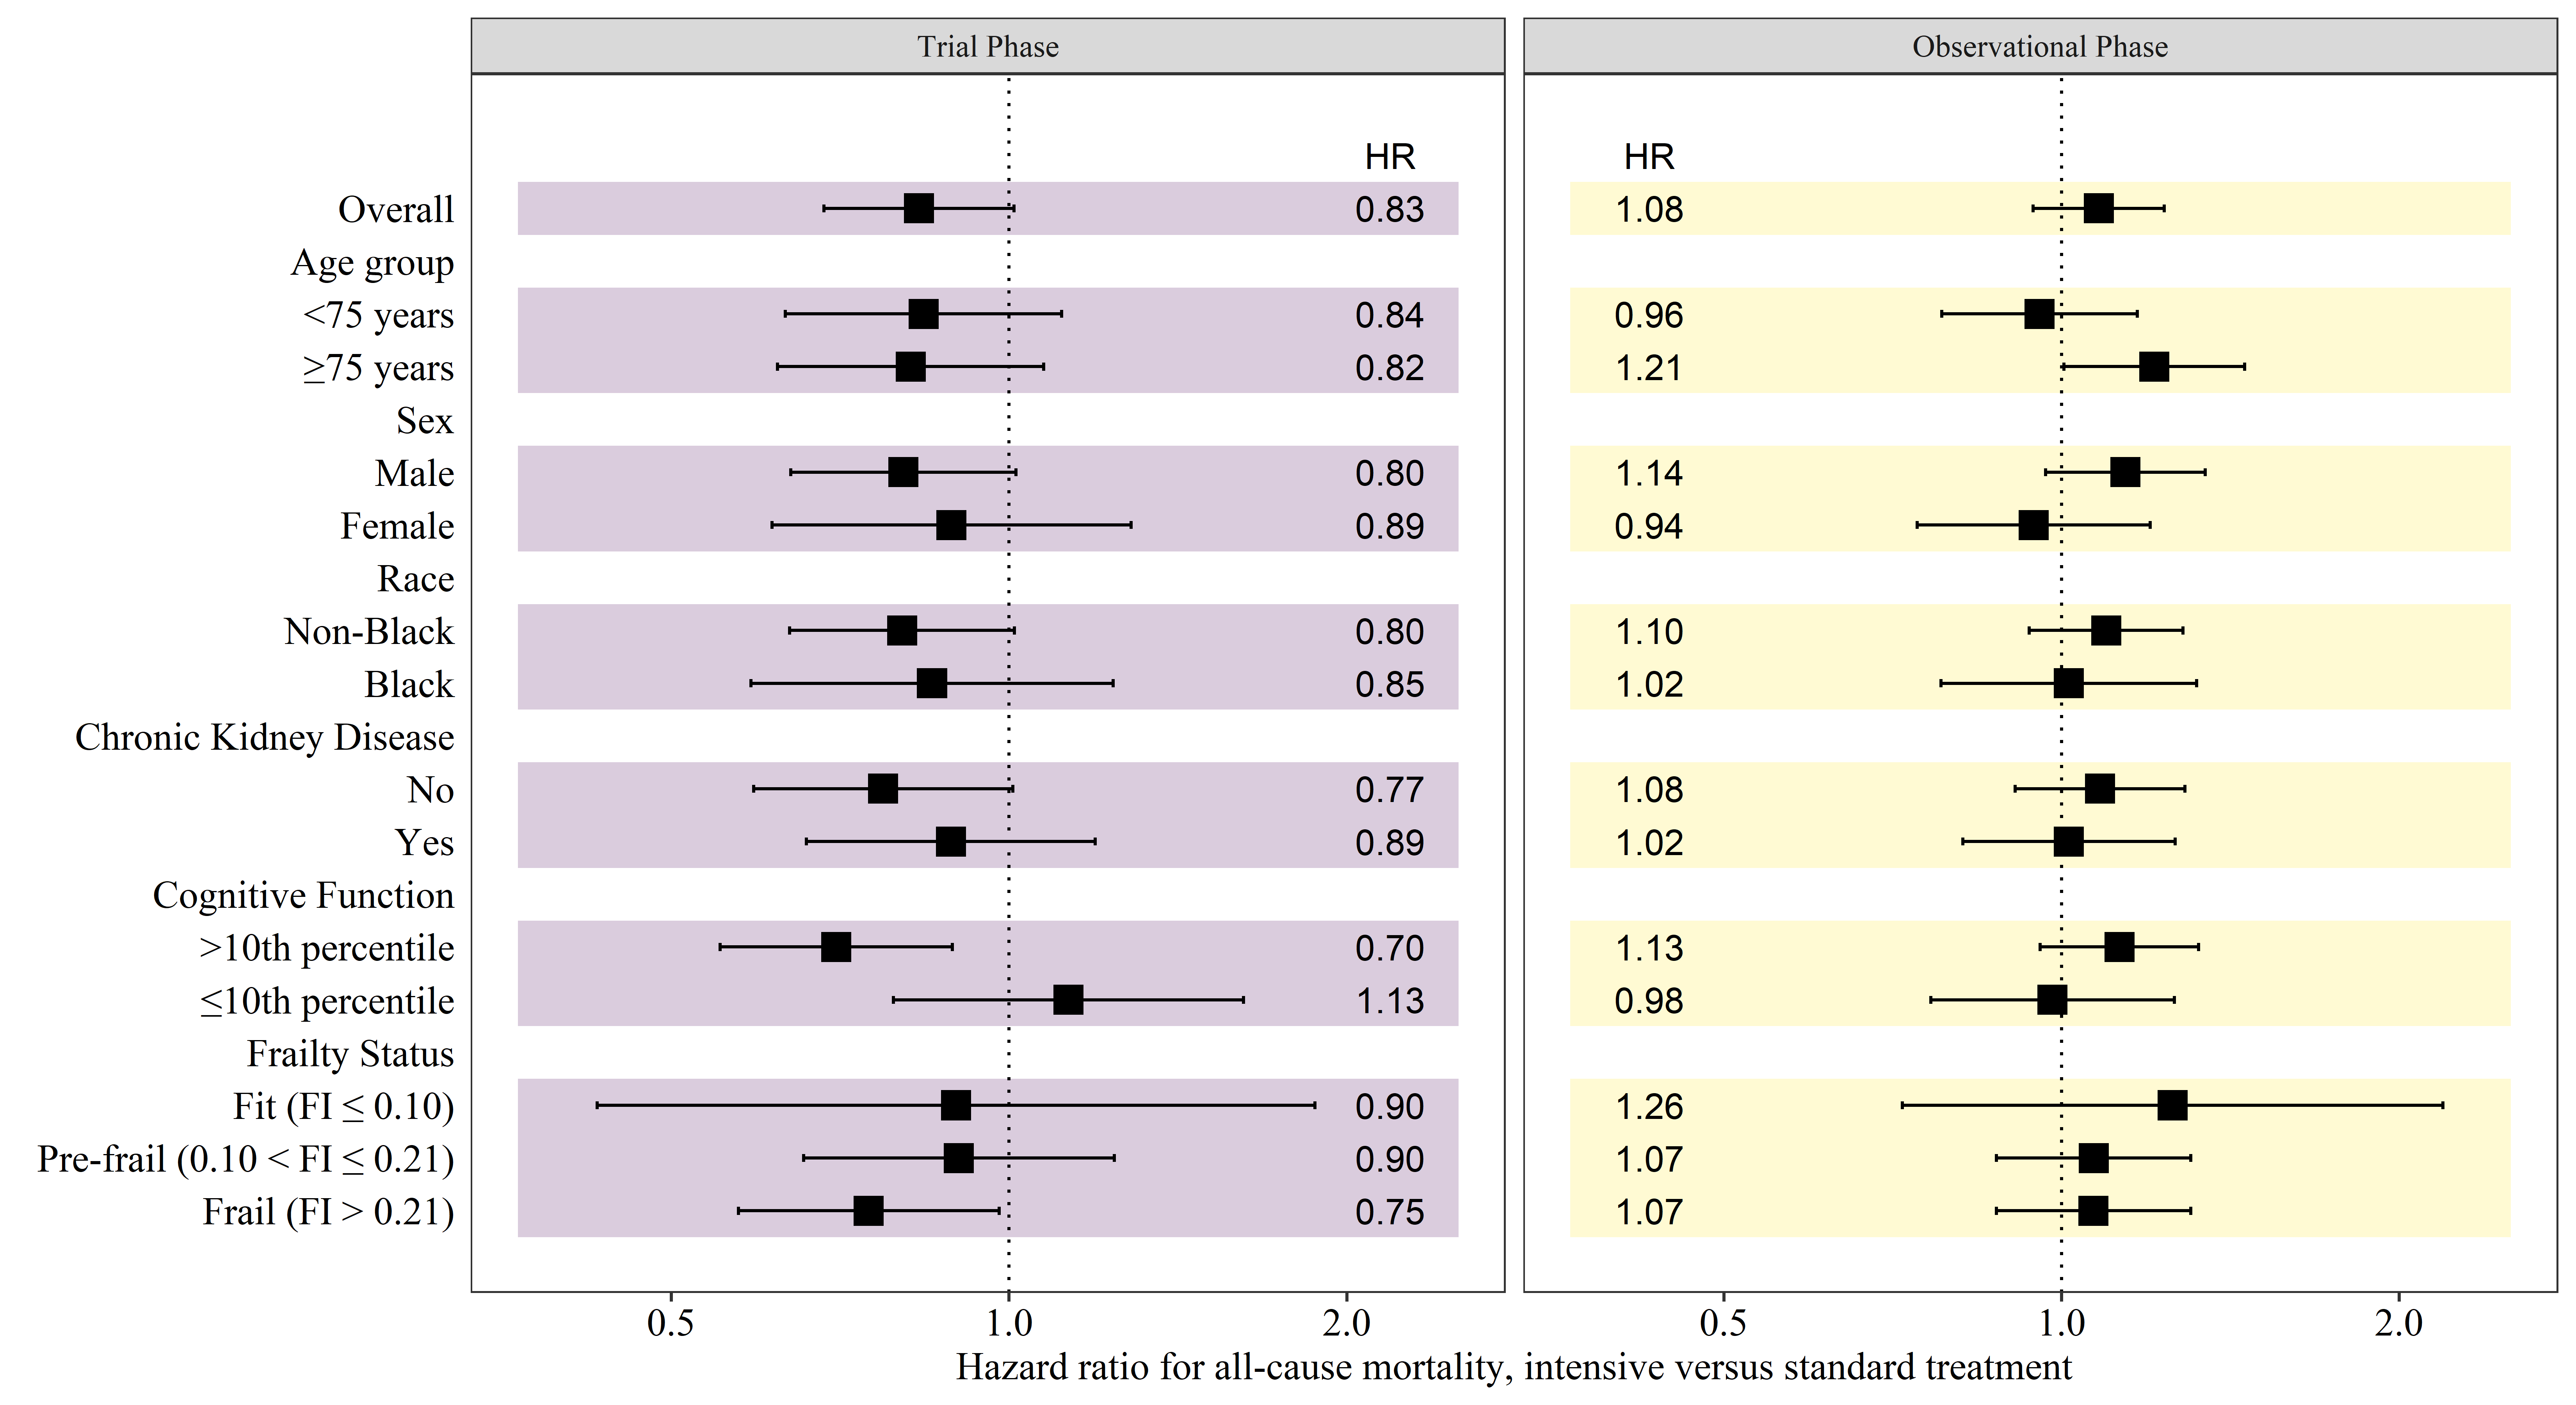 Trial Phase Observational Phase
HR HR
Overall 0.83 1.08
Age group
<75 years 0.84 0.96
≥75 years 0.82 1.21
Sex
Male 0.80 1.14
Female 0.89 0.94
Race
Non-Black 0.80 1.10
Black 0.85 1.02
Chronic Kidney Disease
No 0.77 1.08
Yes 0.89 1.02
Cognitive Function
>10th percentile 0.70 1.13
≤10th percentile 1.13 0.98
Frailty Status
Fit (FI ≤ 0.10) 0.90 1.26
Pre-frail (0.10 < FI ≤ 0.21) 0.90 1.07
Frail (FI > 0.21) 0.75 1.07
0.5 1.0 2.0 0.5 1.0 2.0
Hazard ratio for all-cause mortality, intensive versus standard treatment